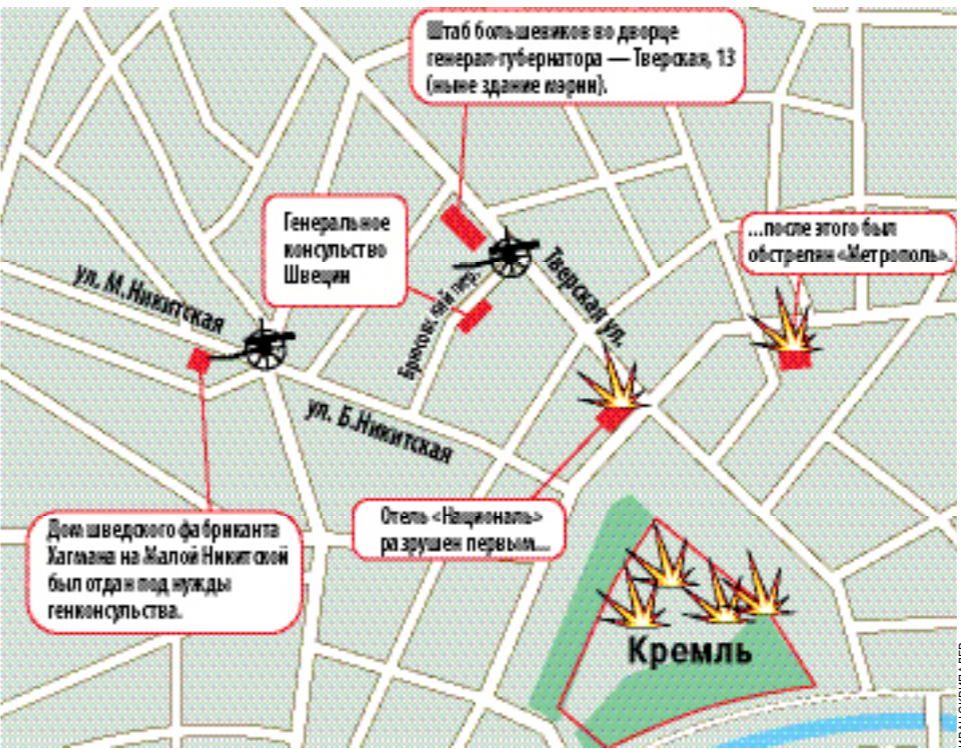 Штаб большевиков во дворце
генерал-губернатора — Тверская, 13
(ныне здание мэрии).
Генеральное
консульство
Швеции
...после этого был
обстрелян «Метрополь».
ул. М.Никитская
Тверская ул.
пер.
ул. Б.Никитская
Отель «Националь»
разрушен первым...
Дом шведского фабриканта
Хагмана на Малой Никитской
был отдан под нужды
генконсульства.
Кремль